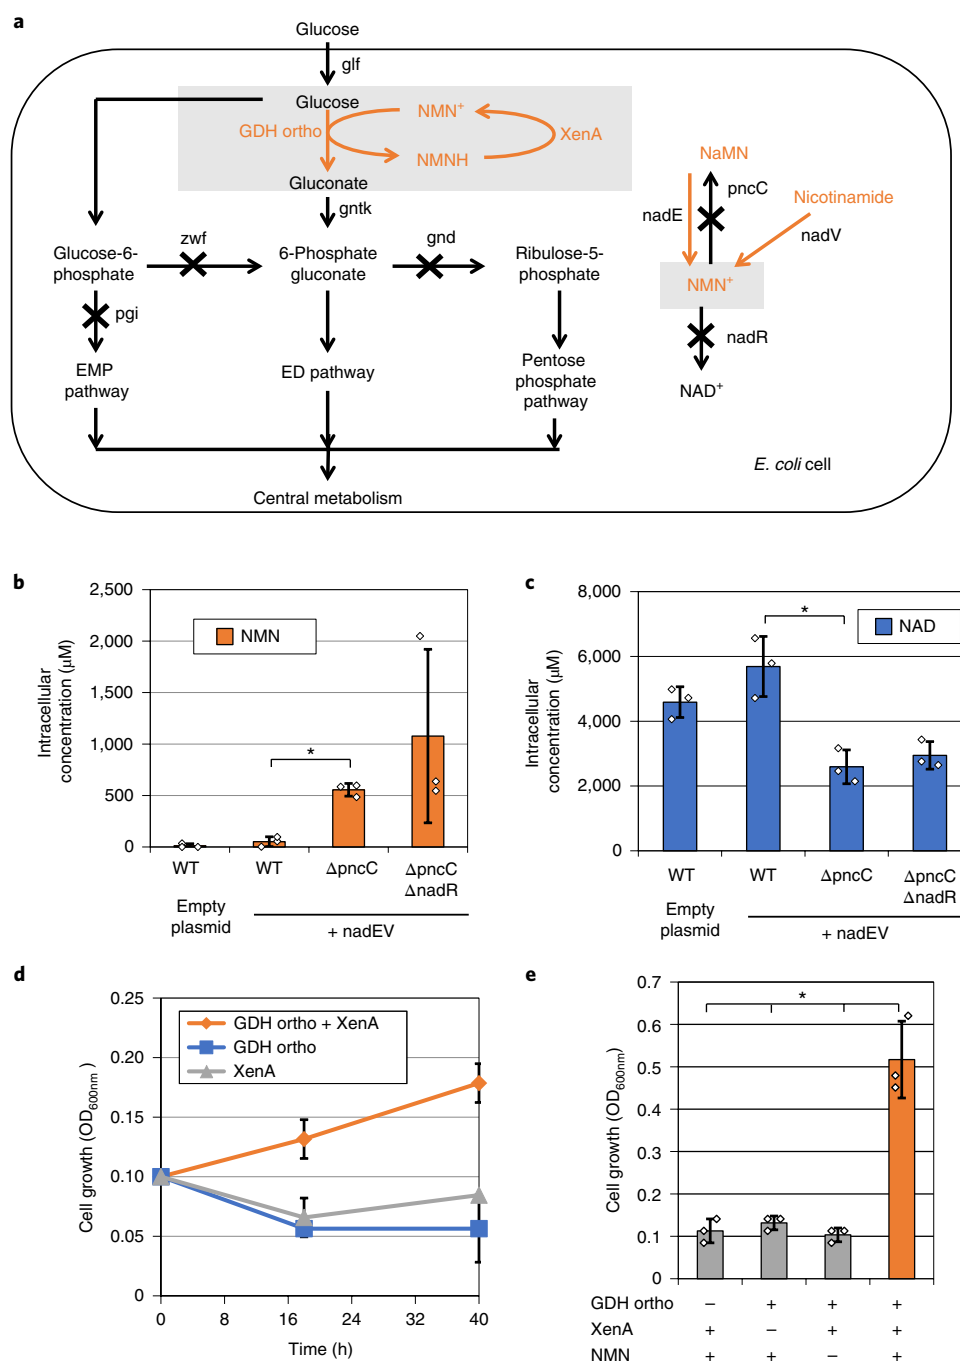 a
Glucose
glf
Glucose
NMN⁺
GDH ortho
XenA
NMNH
Gluconate
gntk
NaMN
pncC
Nicotinamide
nadE
nadV
NMN⁺
nadR
NAD⁺
zwf
gnd
Glucose-6-
phosphate
6-Phosphate
gluconate
Ribulose-5-
phosphate
pgi
EMP
pathway
ED pathway
Pentose
phosphate
pathway
E. coli cell
Central metabolism
b
2,500
2,000
1,500
1,000
500
0
Intracellular
concentration (µM)
NMN
*
WT
WT
ΔpncC
ΔpncC
ΔnadR
Empty
plasmid
+ nadEV
c
8,000
6,000
4,000
2,000
0
Intracellular
concentration (µM)
NAD
*
WT
WT
ΔpncC
ΔpncC
ΔnadR
Empty
plasmid
+ nadEV
d
0.25
0.20
0.15
0.10
0.05
0
Cell growth (OD₆₀₀ₙₘ)
GDH ortho + XenA
GDH ortho
XenA
0 8 16 24 32 40
Time (h)
e
0.7
0.6
0.5
0.4
0.3
0.2
0.1
0
Cell growth (OD₆₀₀ₙₘ)
*
GDH ortho – + + +
XenA + – + +
NMN + + – +